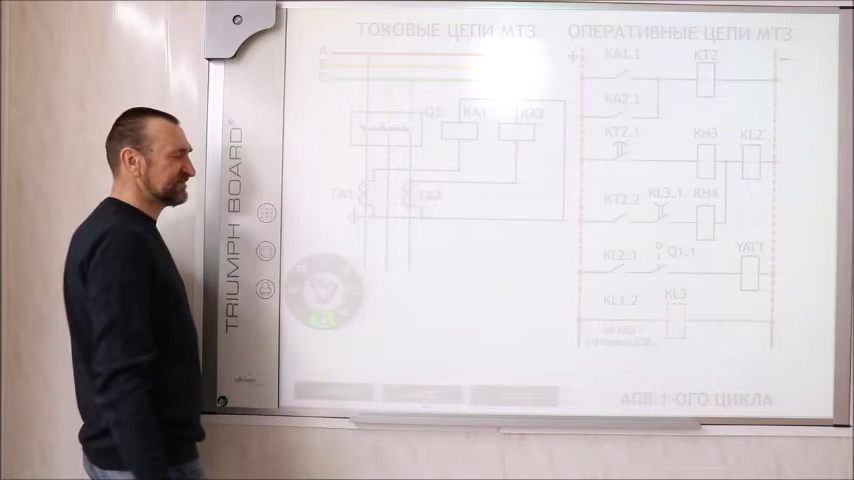 ТОКОВЫЕ ЦЕПИ МТЗ
ОПЕРАТИВНЫЕ ЦЕПИ МТЗ
A
B
C
Q1
KA1
KA2
TA1
TA2
+
-
KA1.1
KT2
KA2.1
KT2.1
KH3
KL2
KT2.2
KL3.1
KH4
KL2.1
Q1.1
YAT1
KL1.2
KL3
АПВ 1-ОГО ЦИКЛА
TRIUMPH BOARD